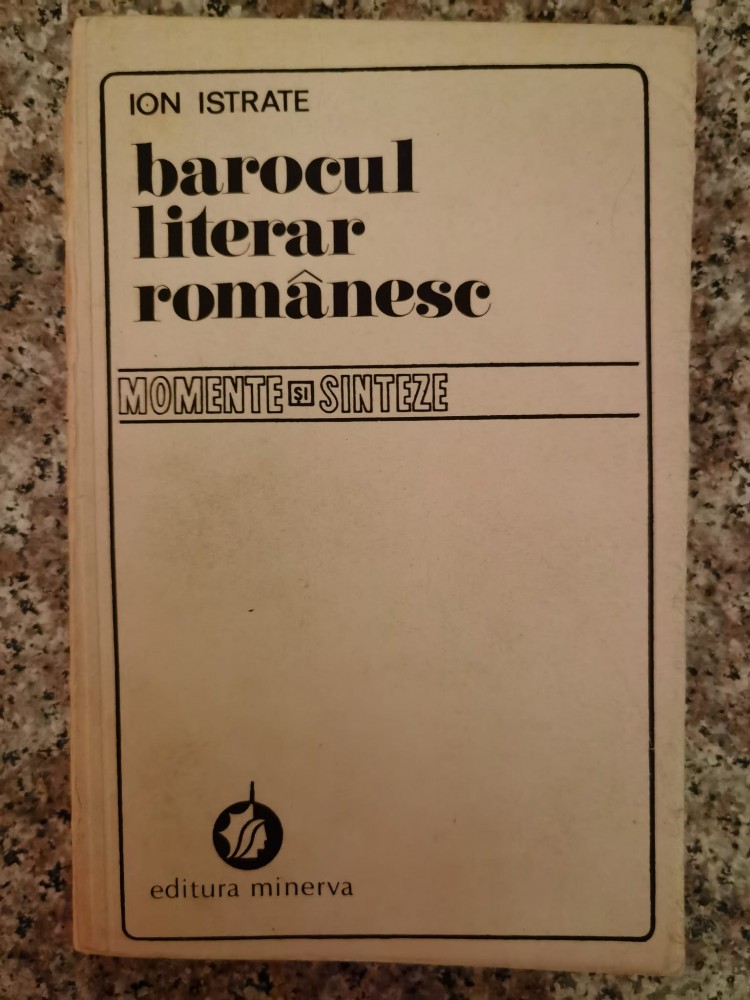 ION ISTRATE
barocul
literar
românesc
MOMENTE ȘI SINTEZE
editura minerva